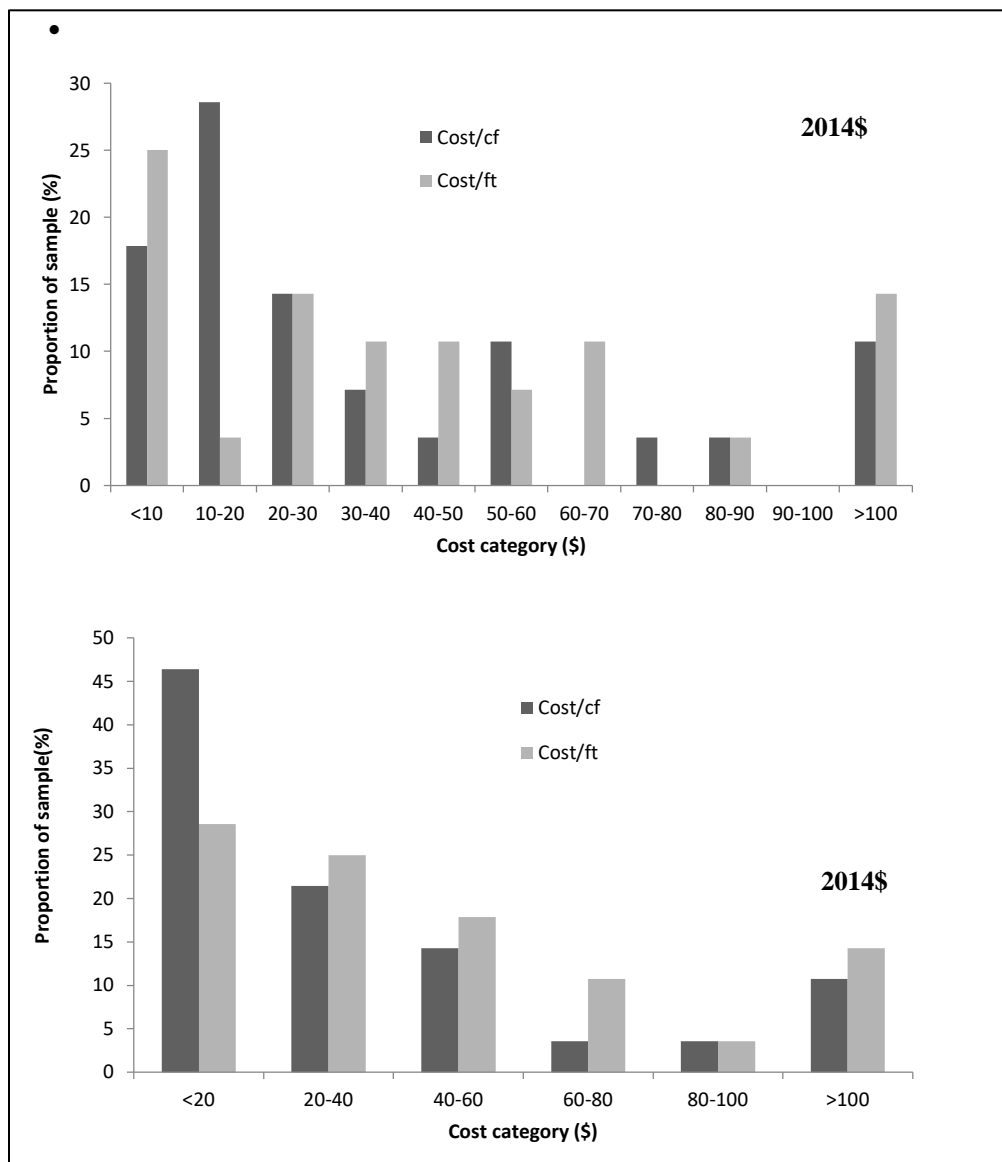 •
30
25
20
15
10
5
0
Proportion of sample (%)
Cost/cf
Cost/ft
2014$
<10 10-20 20-30 30-40 40-50 50-60 60-70 70-80 80-90 90-100 >100
Cost category ($)
50
45
40
35
30
25
20
15
10
5
0
Proportion of sample(%)
Cost/cf
Cost/ft
2014$
<20 20-40 40-60 60-80 80-100 >100
Cost category ($)